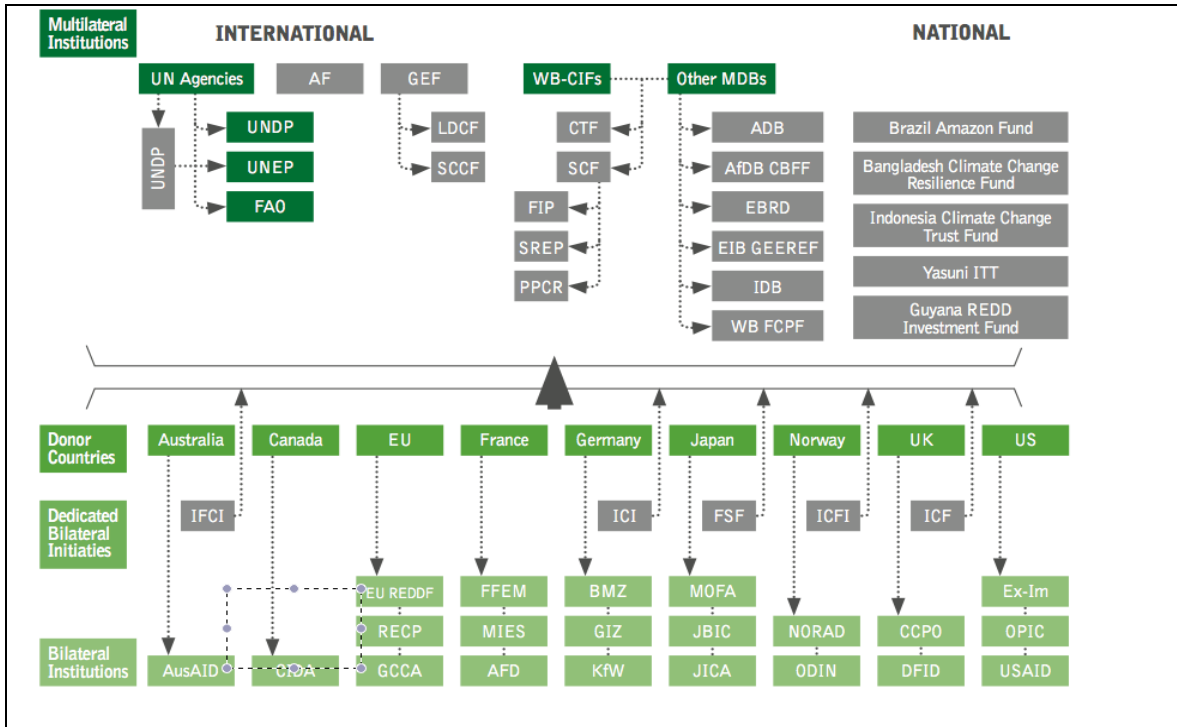 Multilateral
Institutions
INTERNATIONAL
NATIONAL
UN Agencies
AF
GEF
WB-CIFs
Other MDBs
UNDP
UNDP
UNEP
FAO
LDCF
SCCF
CTF
SCF
FIP
SREP
PPCR
ADB
AfDB CBFF
EBRD
EIB GEEREF
IDB
WB FCPF
Brazil Amazon Fund
Bangladesh Climate Change
Resilience Fund
Indonesia Climate Change
Trust Fund
Yasuni ITT
Guyana REDD
Investment Fund
Donor
Countries
Australia
Canada
EU
France
Germany
Japan
Norway
UK
US
Dedicated
Bilateral
Initiaties
IFCI
ICI
FSF
ICFI
ICF
Bilateral
Institutions
EU REDDF
FFEM
BMZ
MOFA
Ex-Im
RECP
MIES
GIZ
JBIC
NORAD
CCPO
OPIC
AusAID
CIDA
GCCA
AFD
KfW
JICA
ODIN
DFID
USAID